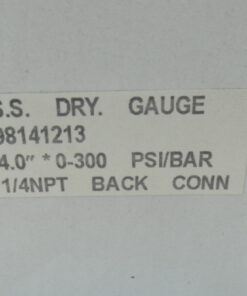 S.S. DRY. GAUGE
98141213
4.0" * 0-300 PSI/BAR
1/4NPT BACK CONN